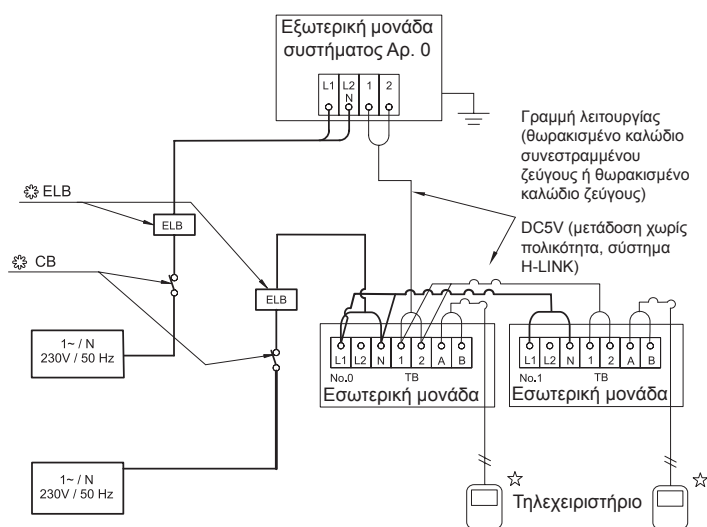 Εξωτερική μονάδα
συστήματος Αρ. 0
L1 L2 1 2
N
Γραμμή λειτουργίας
(θωρακισμένο καλώδιο
συνεστραμμένου
ζεύγους ή θωρακισμένο
καλώδιο ζεύγους)
ELB
ELB
DC5V (μετάδοση χωρίς
πολικότητα, σύστημα
H-LINK)
CB
ELB
1~ / N
230V / 50 Hz
L1 L2 N 1 2 A B
No.0 TB
Εσωτερική μονάδα
L1 L2 N 1 2 A B
No.1 TB
Εσωτερική μονάδα
1~ / N
230V / 50 Hz
Τηλεχειριστήριο